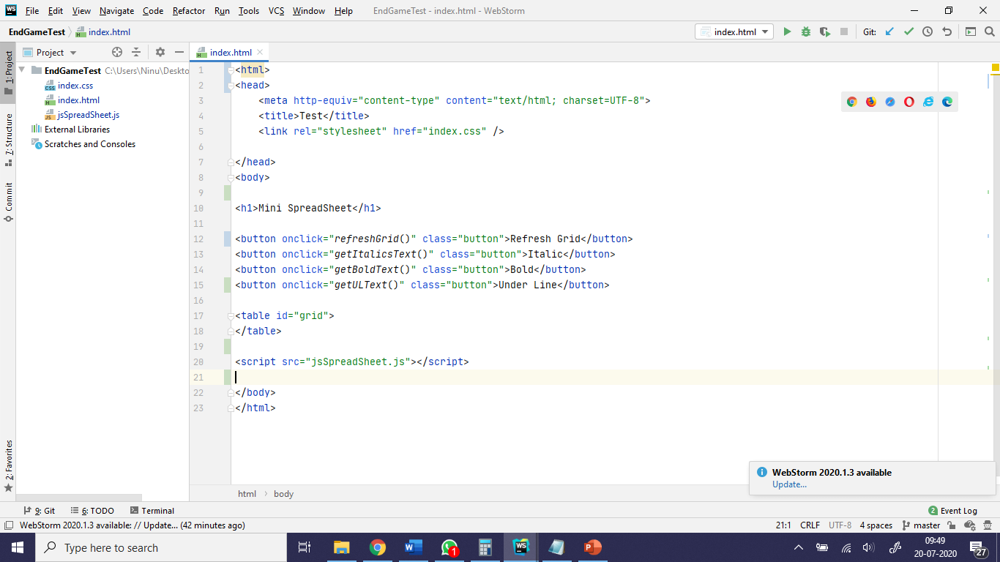 WS File Edit View Navigate Code Refactor Run Tools VCS Window Help EndGameTest - index.html - WebStorm
EndGameTest index.html index.html Git:
1: Project
7: Structure
Commit
2: Favorites
Project
EndGameTest C:\Users\Ninu\Deskto
index.css
index.html
jsSpreadSheet.js
External Libraries
Scratches and Consoles
index.html
1 <html>
2 <head>
3 <meta http-equiv="content-type" content="text/html; charset=UTF-8">
4 <title>Test</title>
5 <link rel="stylesheet" href="index.css" />
6
7 </head>
8 <body>
9
10 <h1>Mini SpreadSheet</h1>
11
12 <button onclick="refreshGrid()" class="button">Refresh Grid</button>
13 <button onclick="getItalicsText()" class="button">Italic</button>
14 <button onclick="getBoldText()" class="button">Bold</button>
15 <button onclick="getULText()" class="button">Under Line</button>
16
17 <table id="grid">
18 </table>
19
20 <script src="jsSpreadSheet.js"></script>
21
22 </body>
23 </html>
WebStorm 2020.1.3 available
Update...
html body
9: Git 6: TODO Terminal 2 Event Log
WebStorm 2020.1.3 available: // Update... (42 minutes ago) 21:1 CRLF UTF-8 4 spaces master
Type here to search
1
WS
09:49
20-07-2020
27